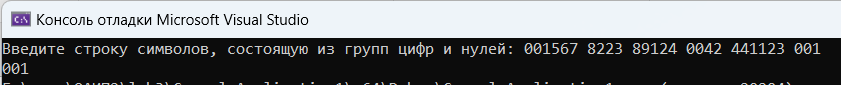 Консоль отладки Microsoft Visual Studio
Введите строку символов, состоящую из групп цифр и нулей: 001567 8223 89124 0042 441123 001
001